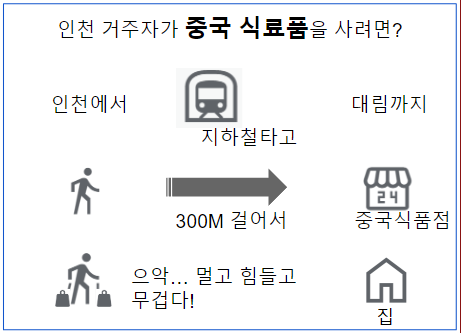 인천 거주자가 중국 식료품을 사려면?
인천에서
대림까지
지하철타고
300M 걸어서
24
중국식품점
으악... 멀고 힘들고
무겁다!
집